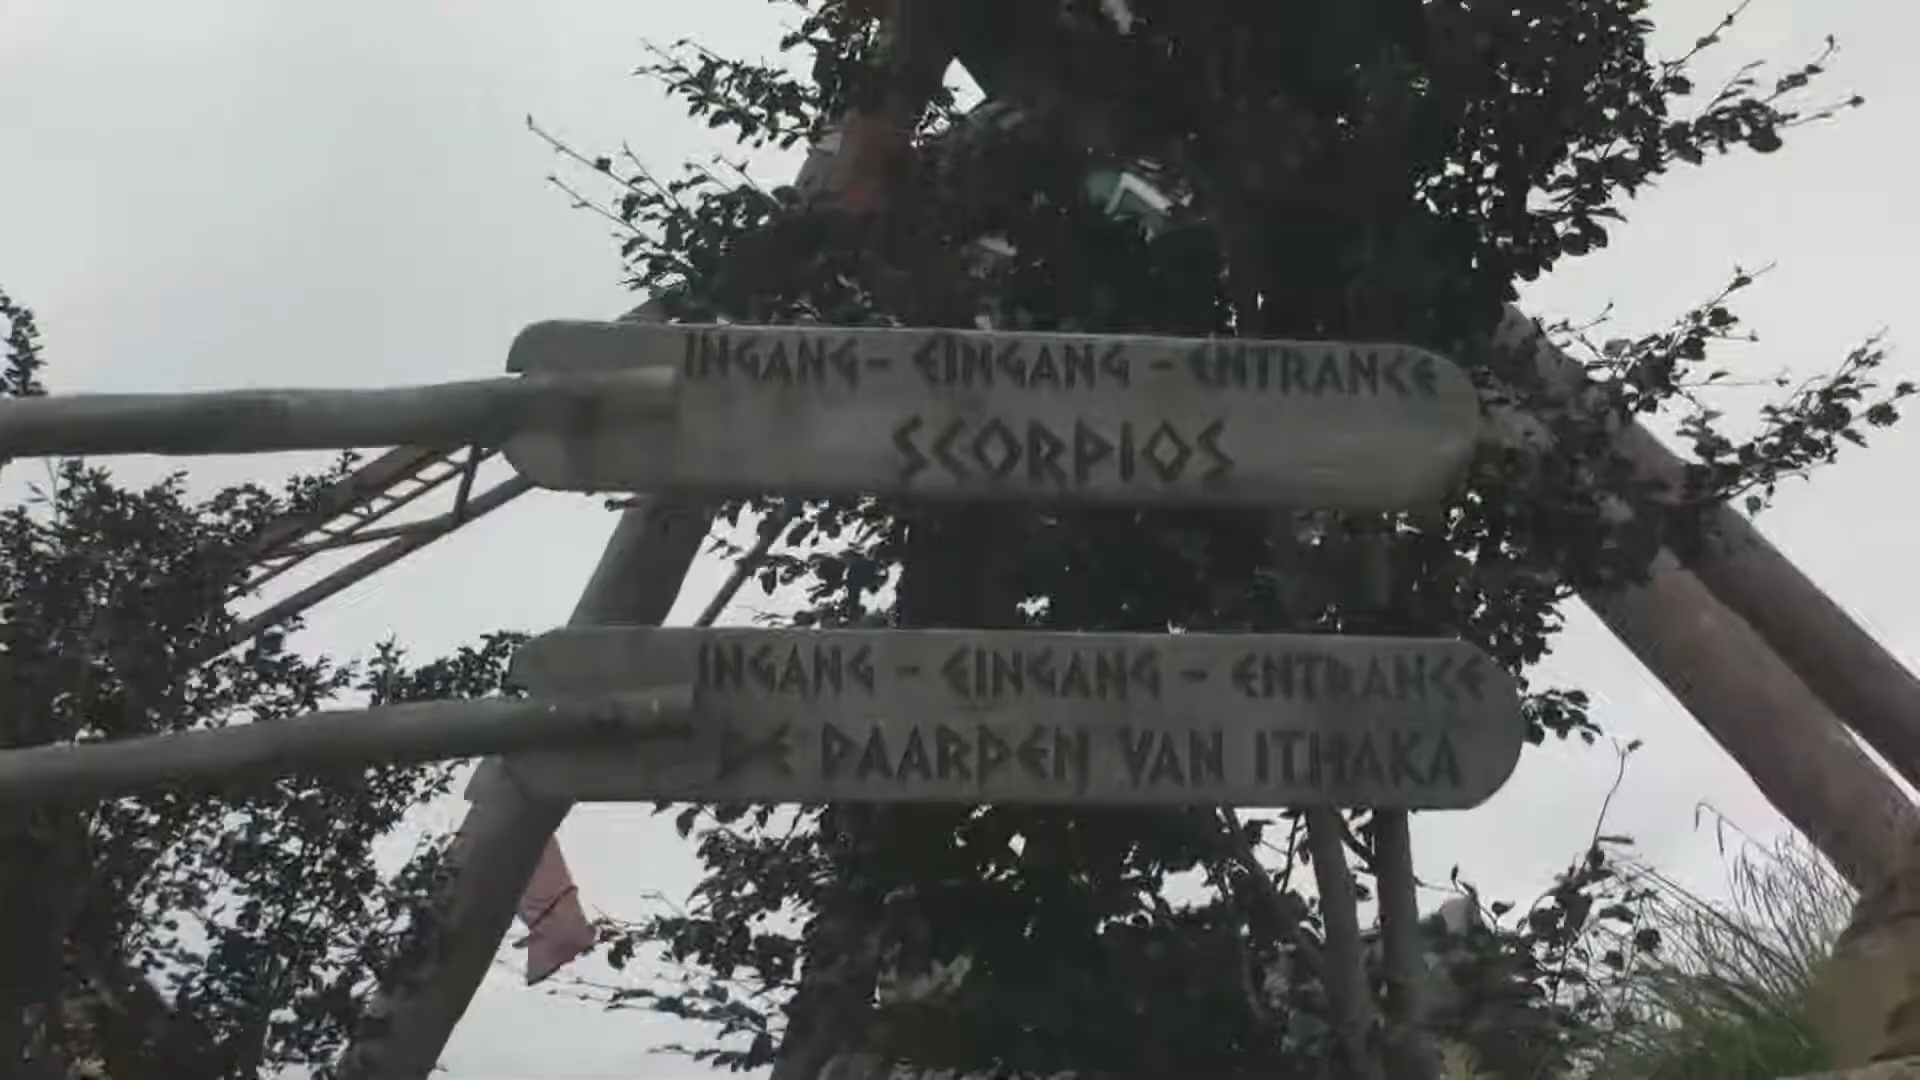 INGANG - EINGANG - ENTRANCE
SCORPIOS
INGANG - EINGANG - ENTRANCE
DE PAARDEN VAN ITHAKA